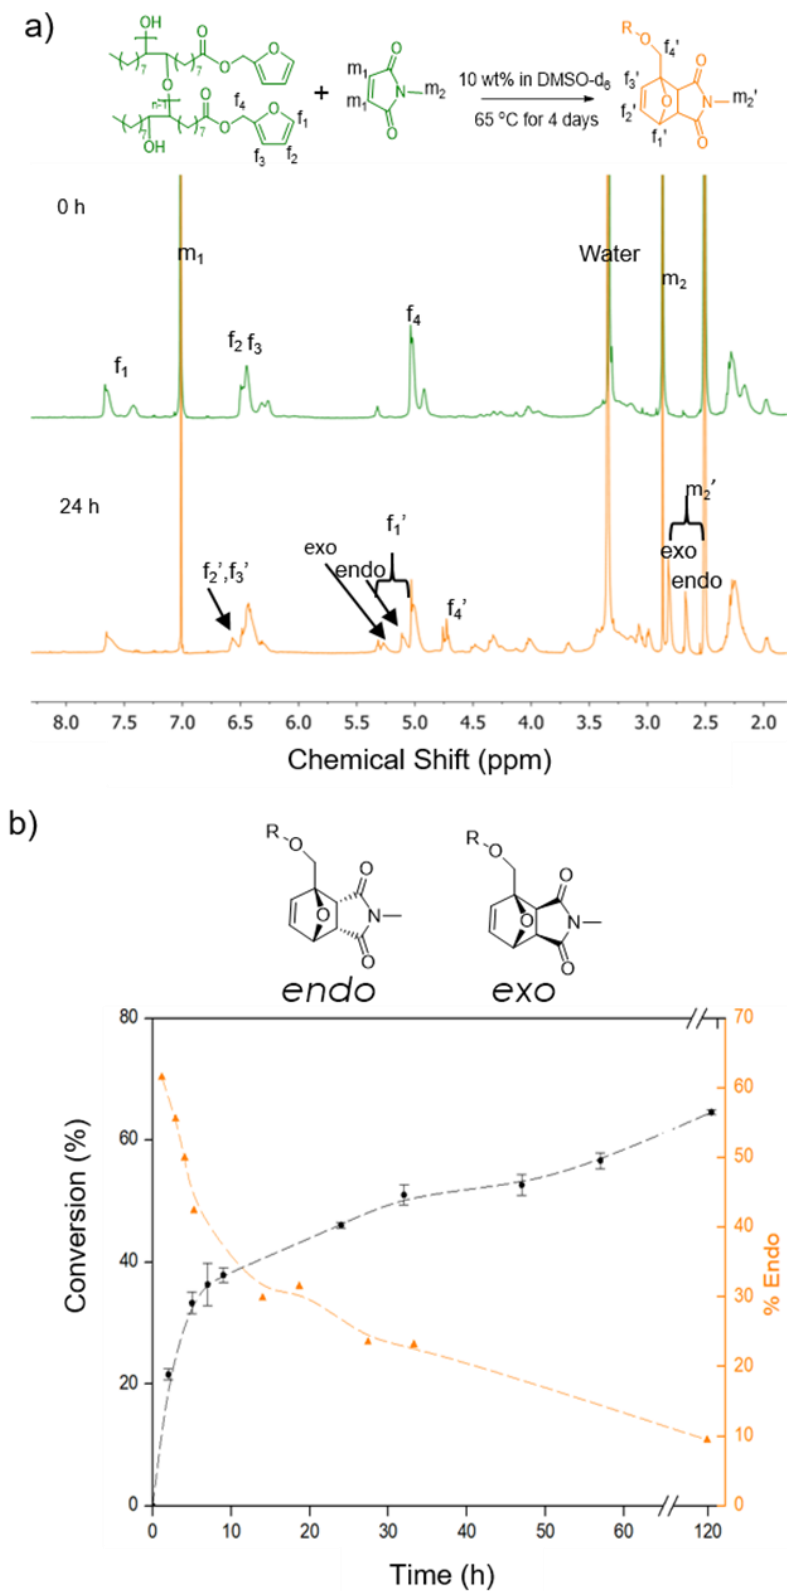 a)
OH
7
O
7
O
O
n-1
f4
O
7
O
7
O
O
OH
f1
f2
f3
+
m1
m1
O
N
m2
O
10 wt% in DMSO-d6
65 °C for 4 days
R
O
f4'
f3'
f2'
f1'
O
O
N
m2'
O
0 h
m1
f1
f2 f3
f4
Water
m2
24 h
f2',f3'
exo
endo
f1'
f4'
m2'
exo
endo
8.0 7.5 7.0 6.5 6.0 5.5 5.0 4.5 4.0 3.5 3.0 2.5 2.0
Chemical Shift (ppm)
b)
R
O
O
O
N
O
endo
R
O
O
O
N
O
exo
80
60
40
20
0
Conversion (%)
70
60
50
40
30
20
10
0
% Endo
0 10 20 30 40 50 60 120
Time (h)